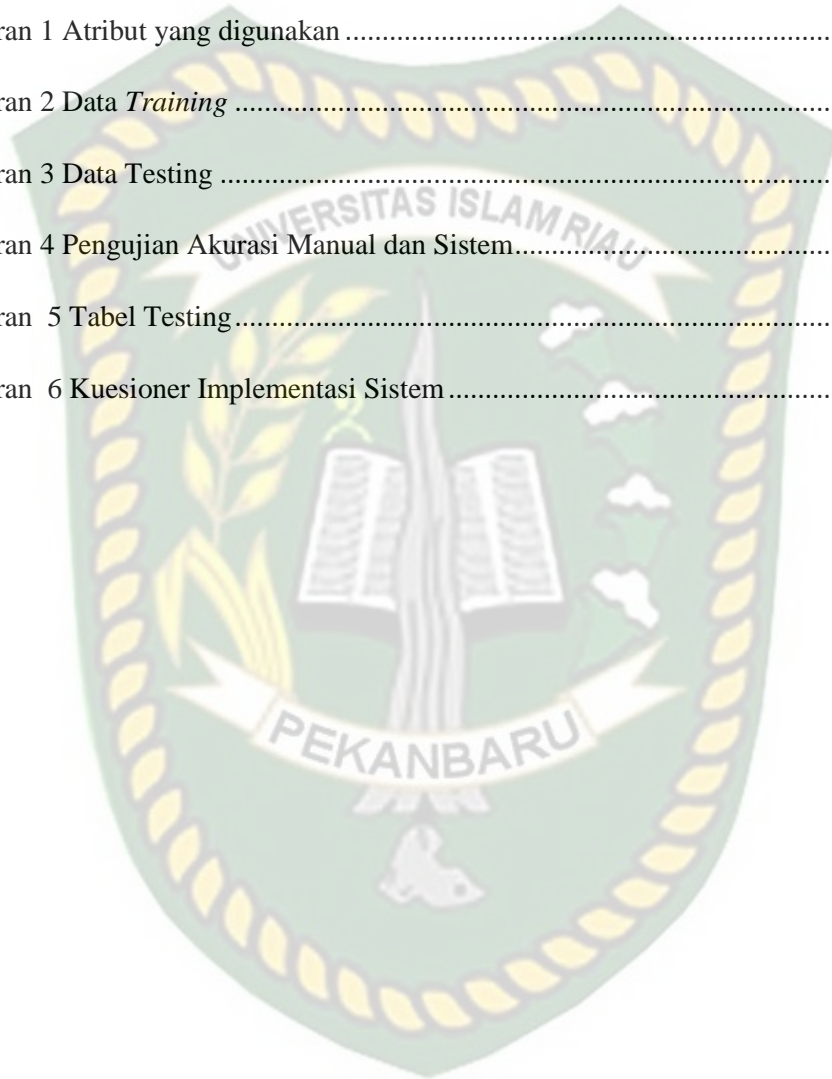 ran 1 Atribut yang digunakan ................................................................
ran 2 Data Training ................................................................
ran 3 Data Testing ................................................................
UNIVERSITAS ISLAM RIAU
ran 4 Pengujian Akurasi Manual dan Sistem ................................................................
ran 5 Tabel Testing ................................................................
ran 6 Kuesioner Implementasi Sistem ................................................................
PEKANBARU